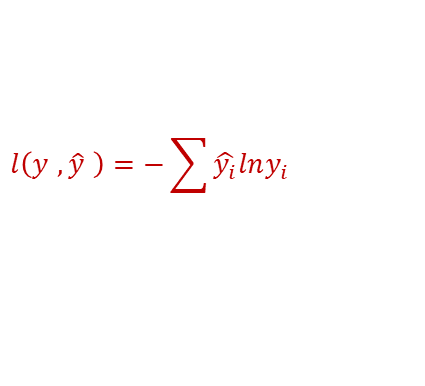 l(y ,ŷ ) = −∑ ŷᵢlnyᵢ